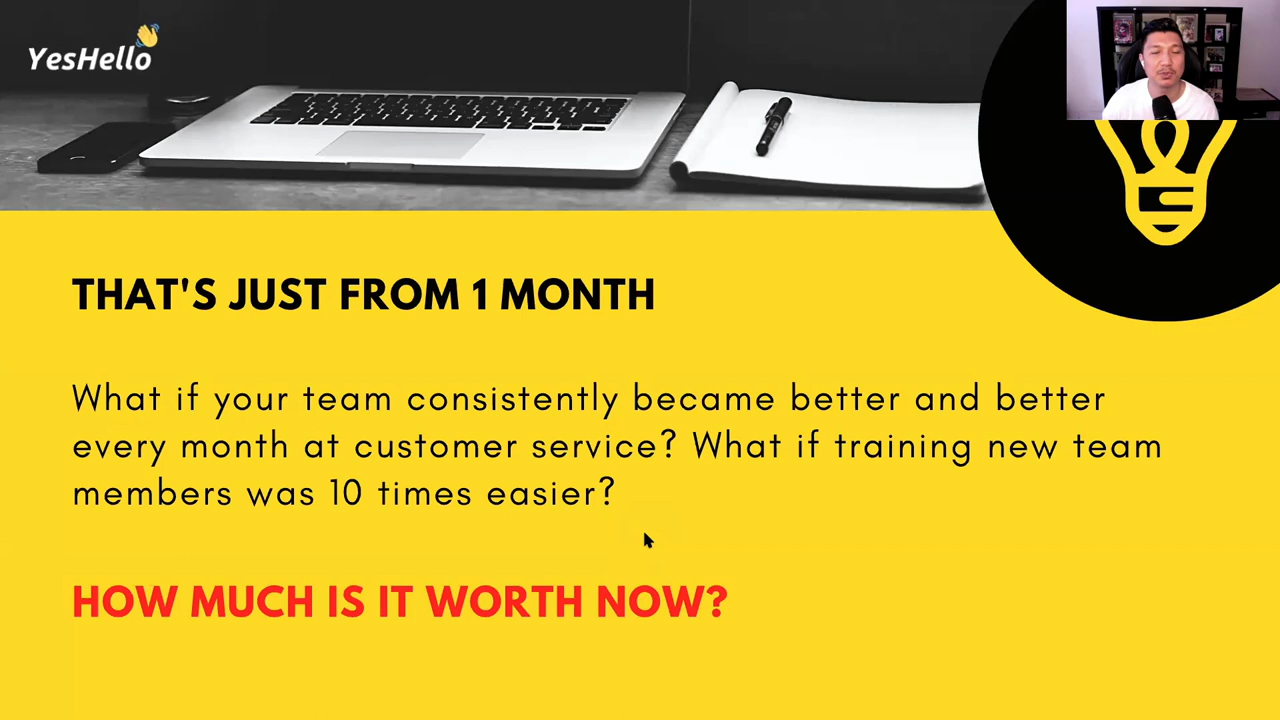 YesHello
THAT'S JUST FROM 1 MONTH
What if your team consistently became better and better
every month at customer service? What if training new team
members was 10 times easier?
HOW MUCH IS IT WORTH NOW?